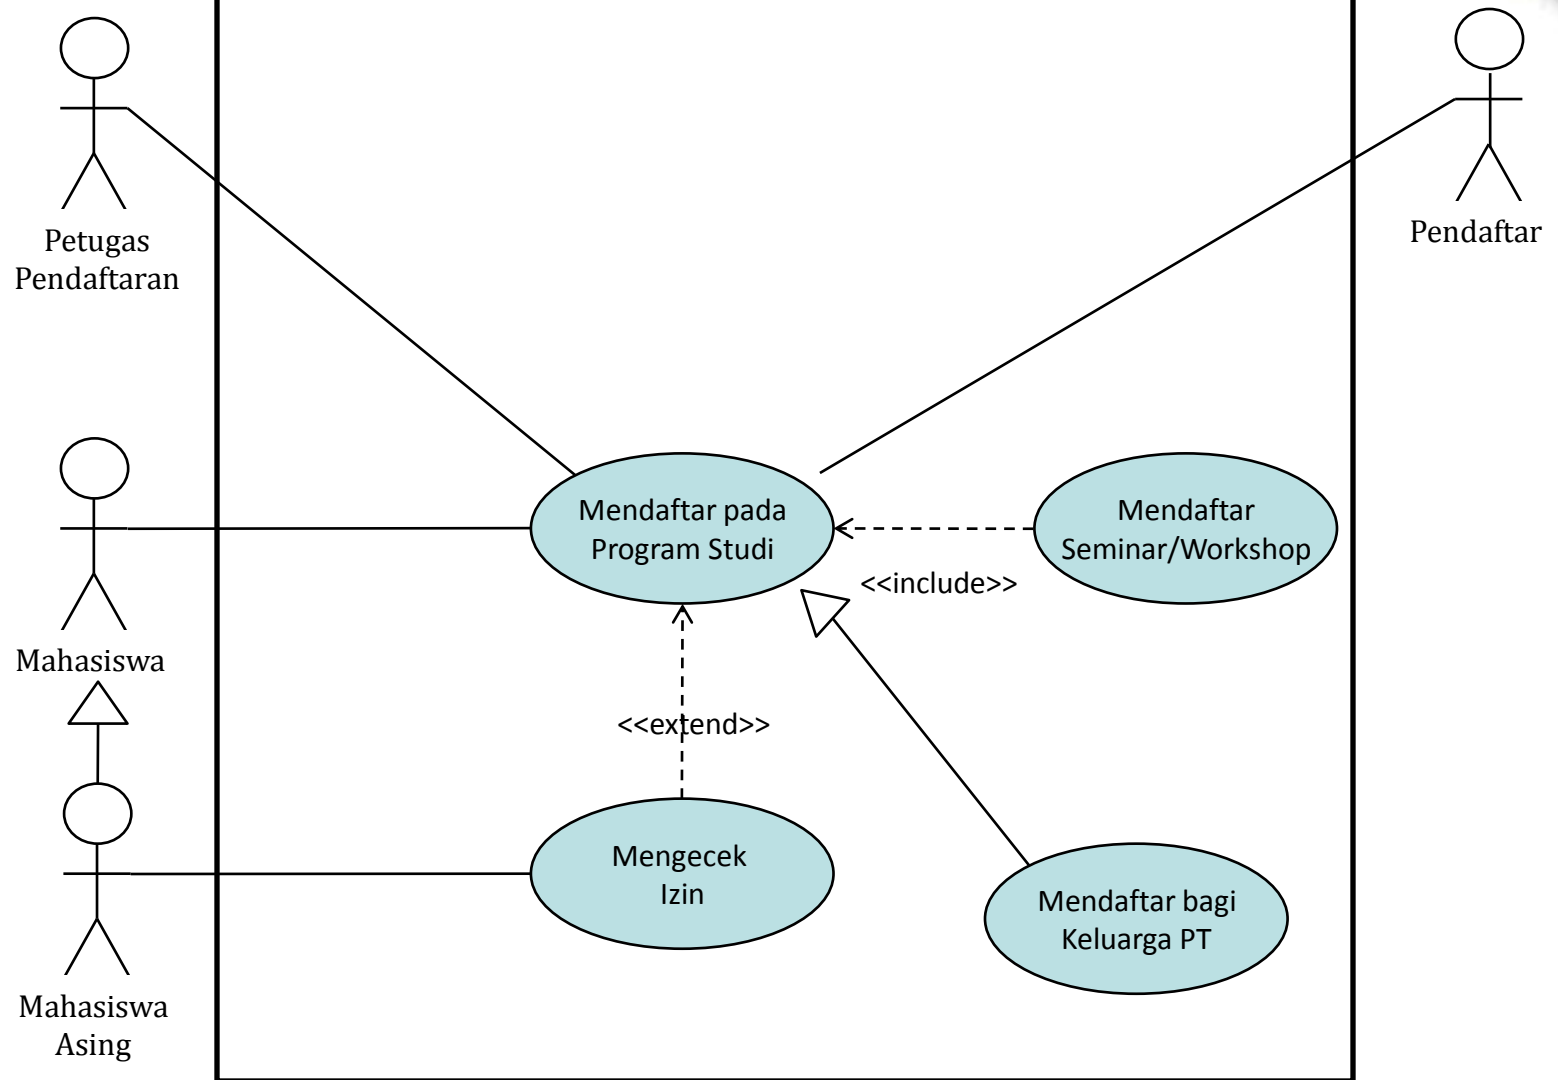 Petugas
Pendaftaran
Pendaftar
Mahasiswa
Mendaftar pada
Program Studi
Mendaftar
Seminar/Workshop
<<include>>
<<extend>>
Mengecek
Izin
Mendaftar bagi
Keluarga PT
Mahasiswa
Asing